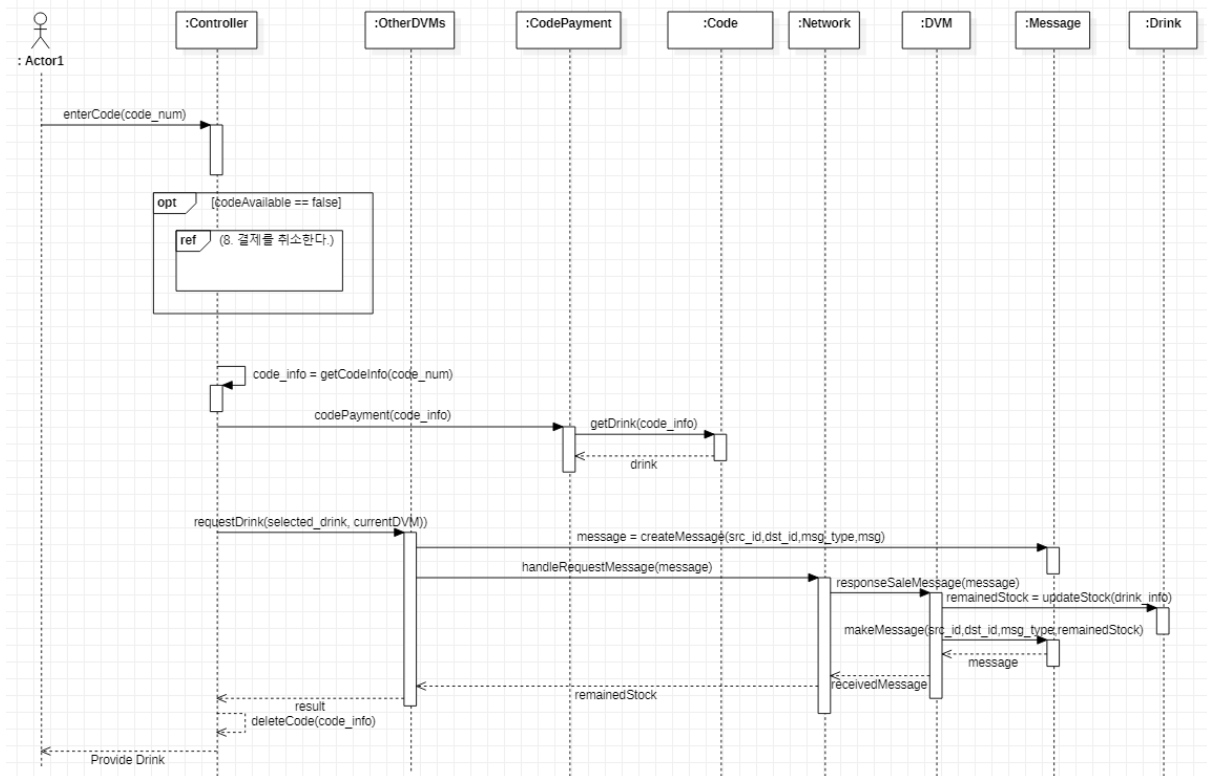 :Controller
:OtherDVMs
:CodePayment
:Code
:Network
:DVM
:Message
:Drink
: Actor1
enterCode(code_num)
opt
[codeAvailable == false]
ref
(8. 결제를 취소한다.)
code_info = getCodeInfo(code_num)
codePayment(code_info)
getDrink(code_info)
drink
requestDrink(selected_drink, currentDVM))
message = createMessage(src_id,dst_id,msg_type,msg)
handleRequestMessage(message)
responseSaleMessage(message)
remainedStock = updateStock(drink_info)
makeMessage(src_id,dst_id,msg_type,remainedStock)
message
receivedMessage
remainedStock
result
deleteCode(code_info)
Provide Drink